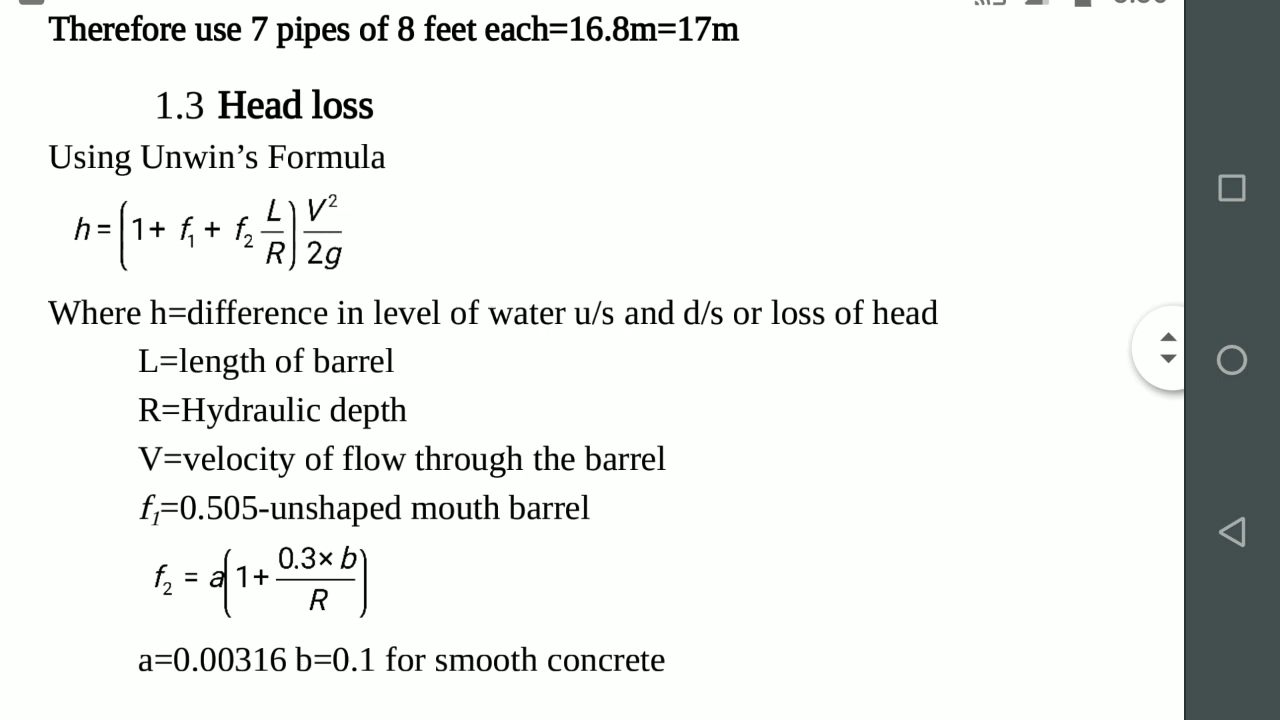 Therefore use 7 pipes of 8 feet each=16.8m=17m
1.3 Head loss
Using Unwin’s Formula
h = (1+ f₁ + f₂ L/R) V²/2g
Where h=difference in level of water u/s and d/s or loss of head
L=length of barrel
R=Hydraulic depth
V=velocity of flow through the barrel
f₁=0.505-unshaped mouth barrel
f₂ = a(1+ 0.3× b/R)
a=0.00316 b=0.1 for smooth concrete